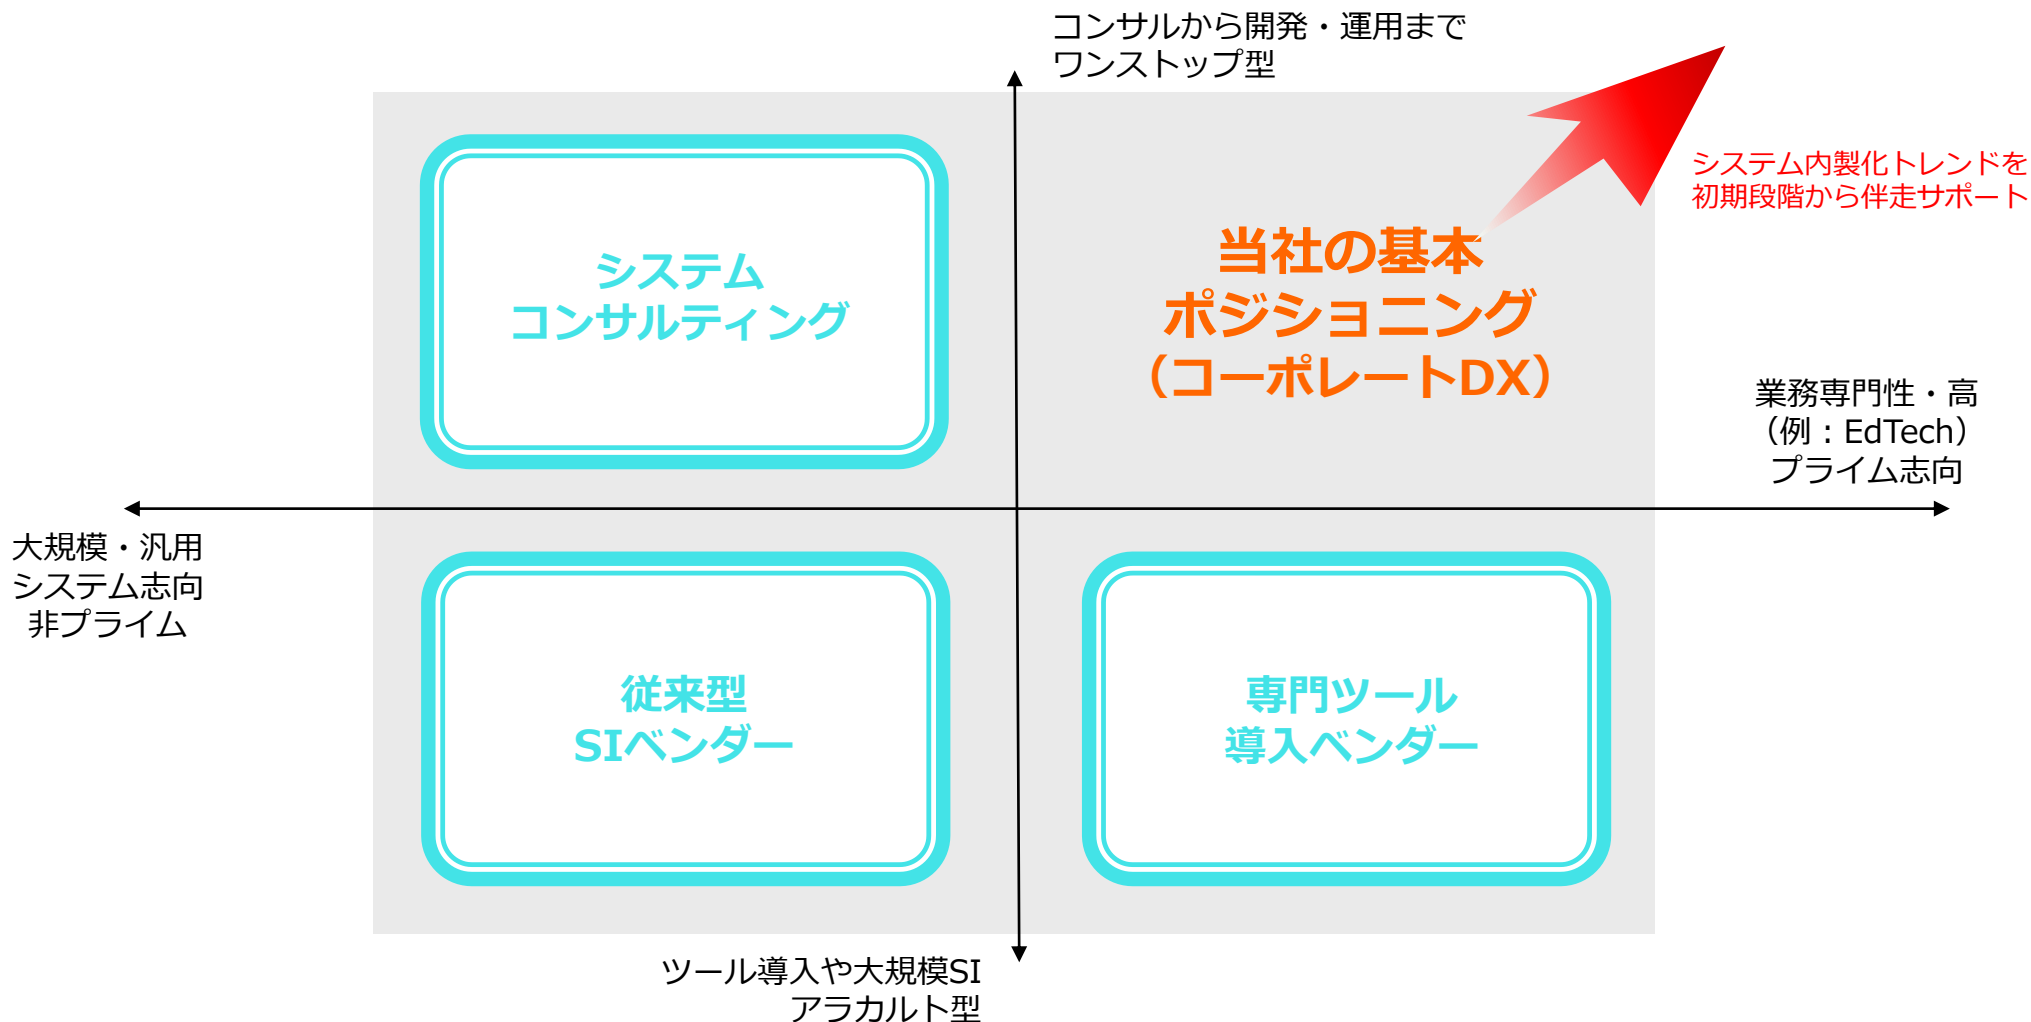 コンサルから開発・運用まで
ワンストップ型
システム内製化トレンドを
初期段階から伴走サポート
システム
コンサルティング
当社の基本
ポジショニング
（コーポレートDX）
業務専門性・高
（例：EdTech）
プライム志向
大規模・汎用
システム志向
非プライム
従来型
SIベンダー
専門ツール
導入ベンダー
ツール導入や大規模SI
アラカルト型